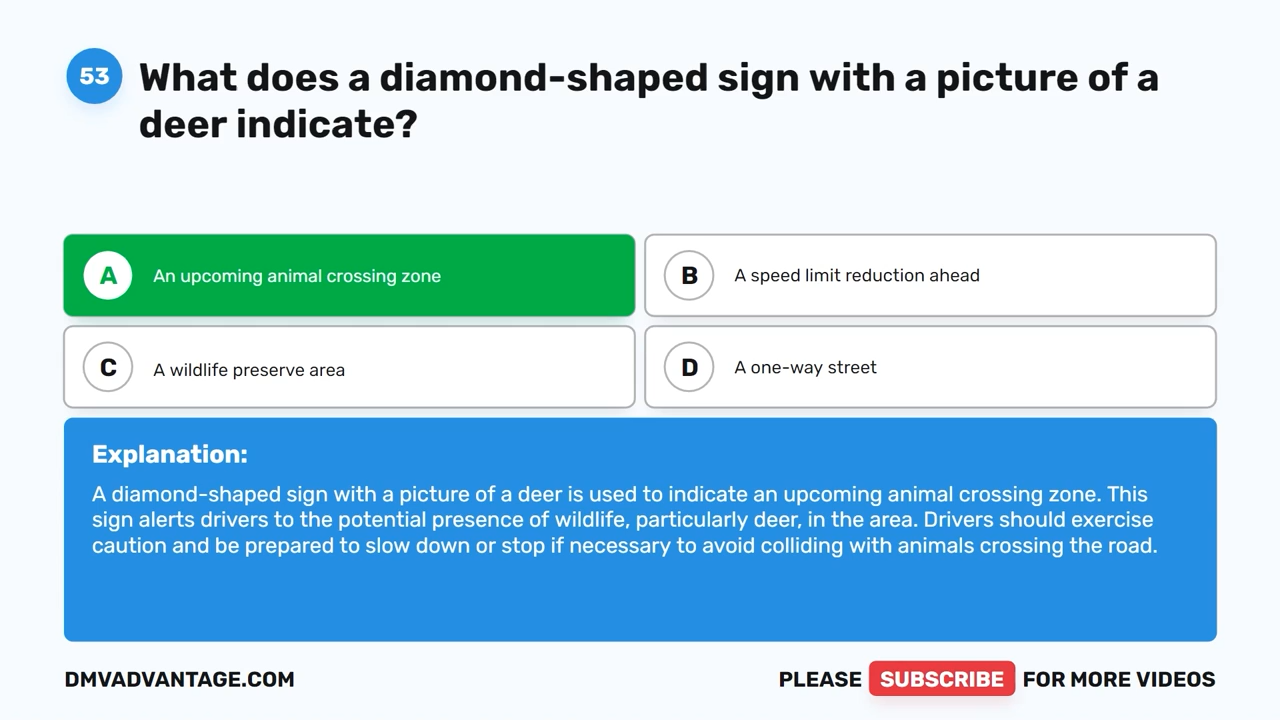 53
What does a diamond-shaped sign with a picture of a
deer indicate?
A An upcoming animal crossing zone
B A speed limit reduction ahead
C A wildlife preserve area
D A one-way street
Explanation:
A diamond-shaped sign with a picture of a deer is used to indicate an upcoming animal crossing zone. This
sign alerts drivers to the potential presence of wildlife, particularly deer, in the area. Drivers should exercise
caution and be prepared to slow down or stop if necessary to avoid colliding with animals crossing the road.
DMVADVANTAGE.COM
PLEASE SUBSCRIBE FOR MORE VIDEOS